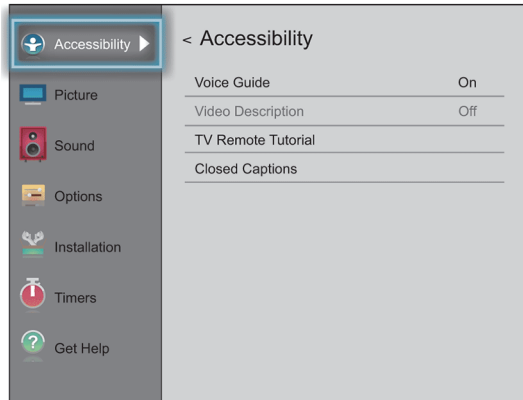 Accessibility
Picture
Sound
Options
Installation
Timers
Get Help
< Accessibility
Voice Guide On
Video Description Off
TV Remote Tutorial
Closed Captions